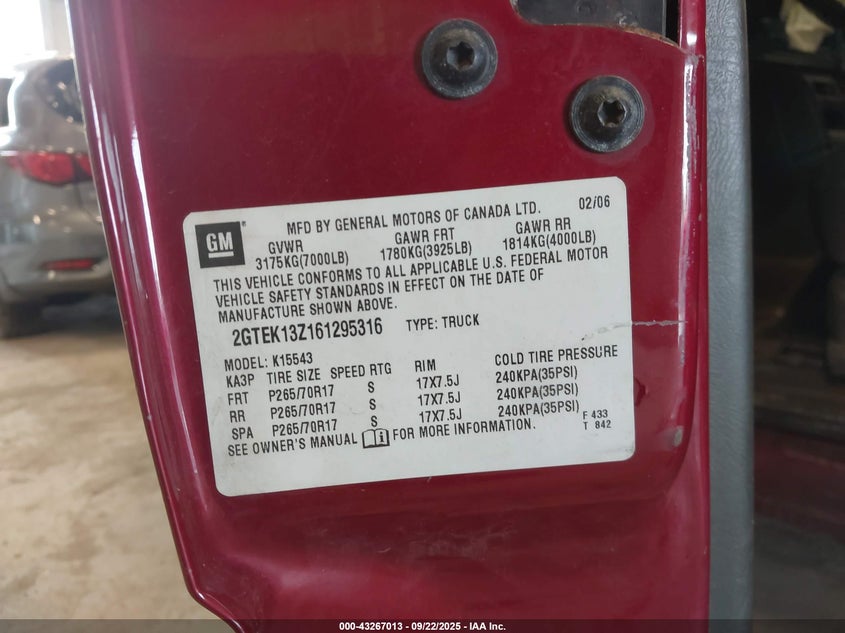 GM
MFD BY GENERAL MOTORS OF CANADA LTD. 02/06
GVWR GAWR FRT GAWR RR
3175KG(7000LB) 1780KG(3925LB) 1814KG(4000LB)
THIS VEHICLE CONFORMS TO ALL APPLICABLE U.S. FEDERAL MOTOR
VEHICLE SAFETY STANDARDS IN EFFECT ON THE DATE OF
MANUFACTURE SHOWN ABOVE.
2GTEK13Z161295316 TYPE: TRUCK
MODEL: K15543
KA3P TIRE SIZE SPEED RTG RIM COLD TIRE PRESSURE
FRT P265/70R17 S 17X7.5J 240KPA(35PSI)
RR P265/70R17 S 17X7.5J 240KPA(35PSI)
SPA P265/70R17 S 17X7.5J 240KPA(35PSI)
SEE OWNER'S MANUAL FOR MORE INFORMATION.
F 433
T 842
000-43267013 - 09/22/2025 - IAA Inc.